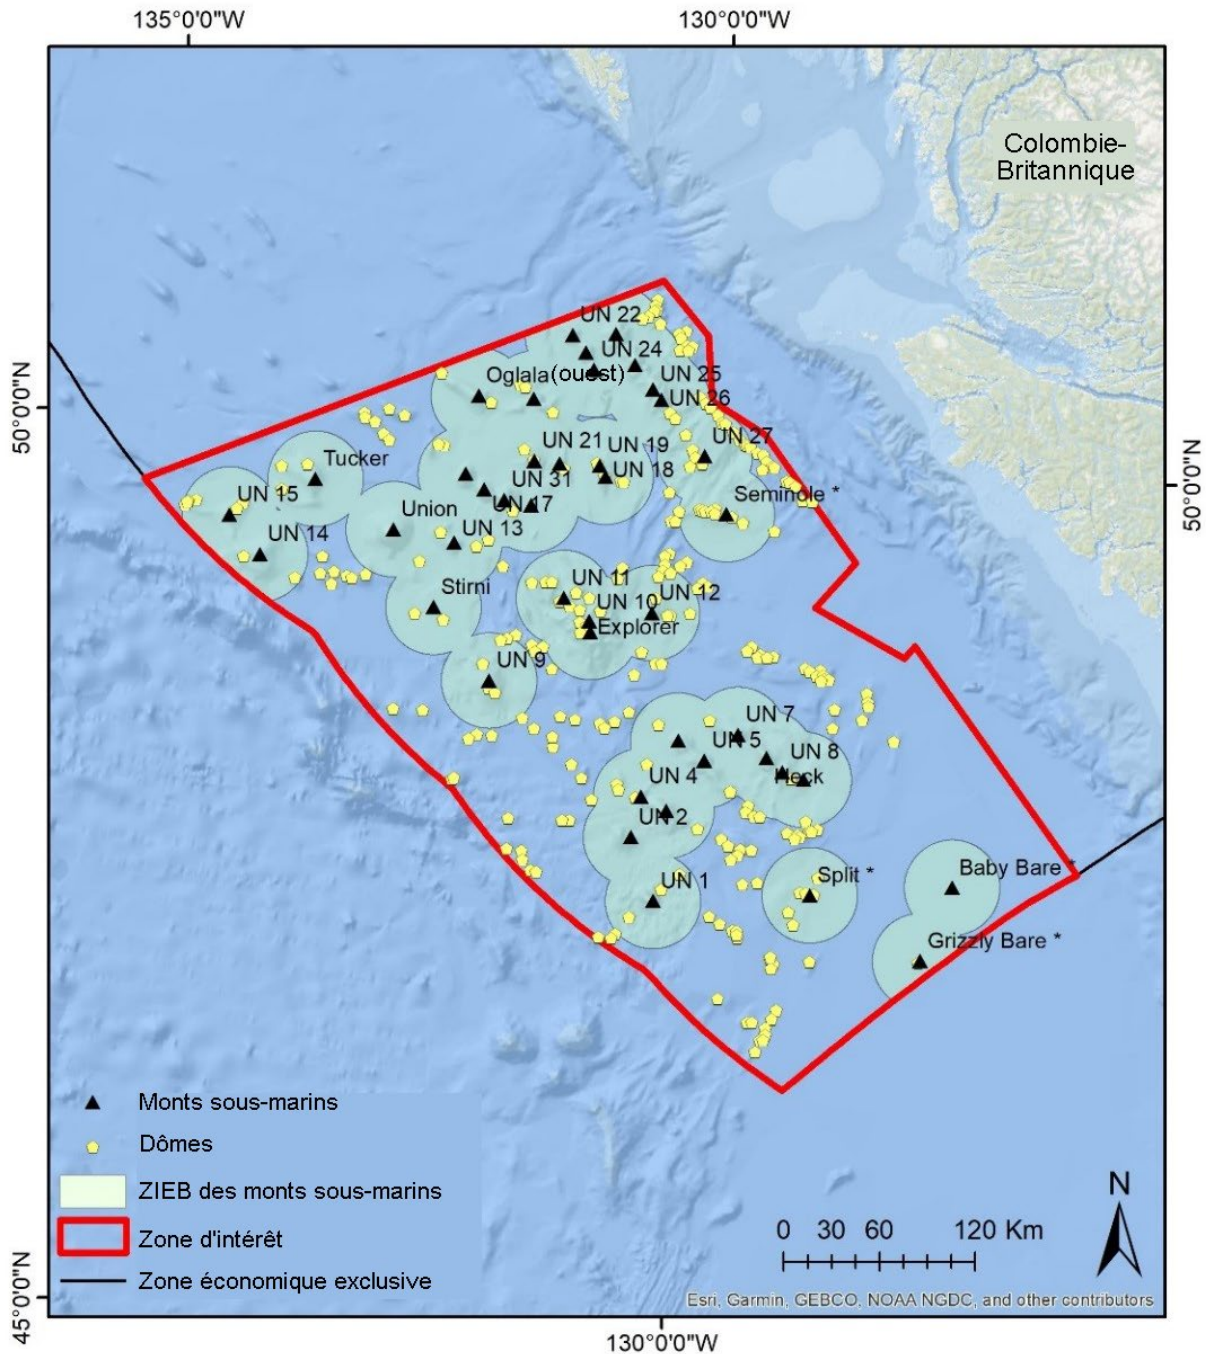 135°0'0"W
130°0'0"W
Colombie-
Britannique
50°0'0"N
50°0'0"N
UN 22
UN 24
Oglala(ouest)
UN 25
UN 26
UN 27
UN 21
UN 19
Tucker
UN 31
UN 18
UN 15
UN 17
Seminole *
Union
UN 13
UN 14
UN 11
Stirni
UN 10
UN 12
Explorer
UN 9
UN 7
UN 5
UN 8
UN 4
Heck
UN 2
Split *
Baby Bare *
UN 1
Grizzly Bare *
Monts sous-marins
Dômes
ZIEB des monts sous-marins
Zone d'intérêt
Zone économique exclusive
0 30 60 120 Km
N
Esri, Garmin, GEBCO, NOAA NGDC, and other contributors
45°0'0"N
130°0'0"W